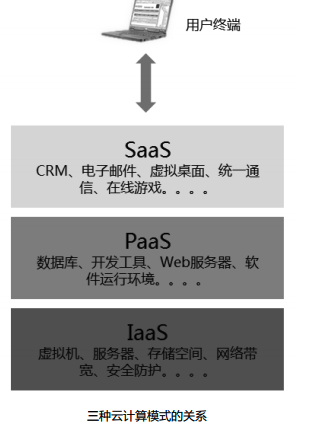 用户终端
SaaS
CRM、电子邮件、虚拟桌面、统一通
信、在线游戏。。。。
PaaS
数据库、开发工具、Web服务器、软
件运行环境。。。。
IaaS
虚拟机、服务器、存储空间、网络带
宽、安全防护。。。。
三种云计算模式的关系